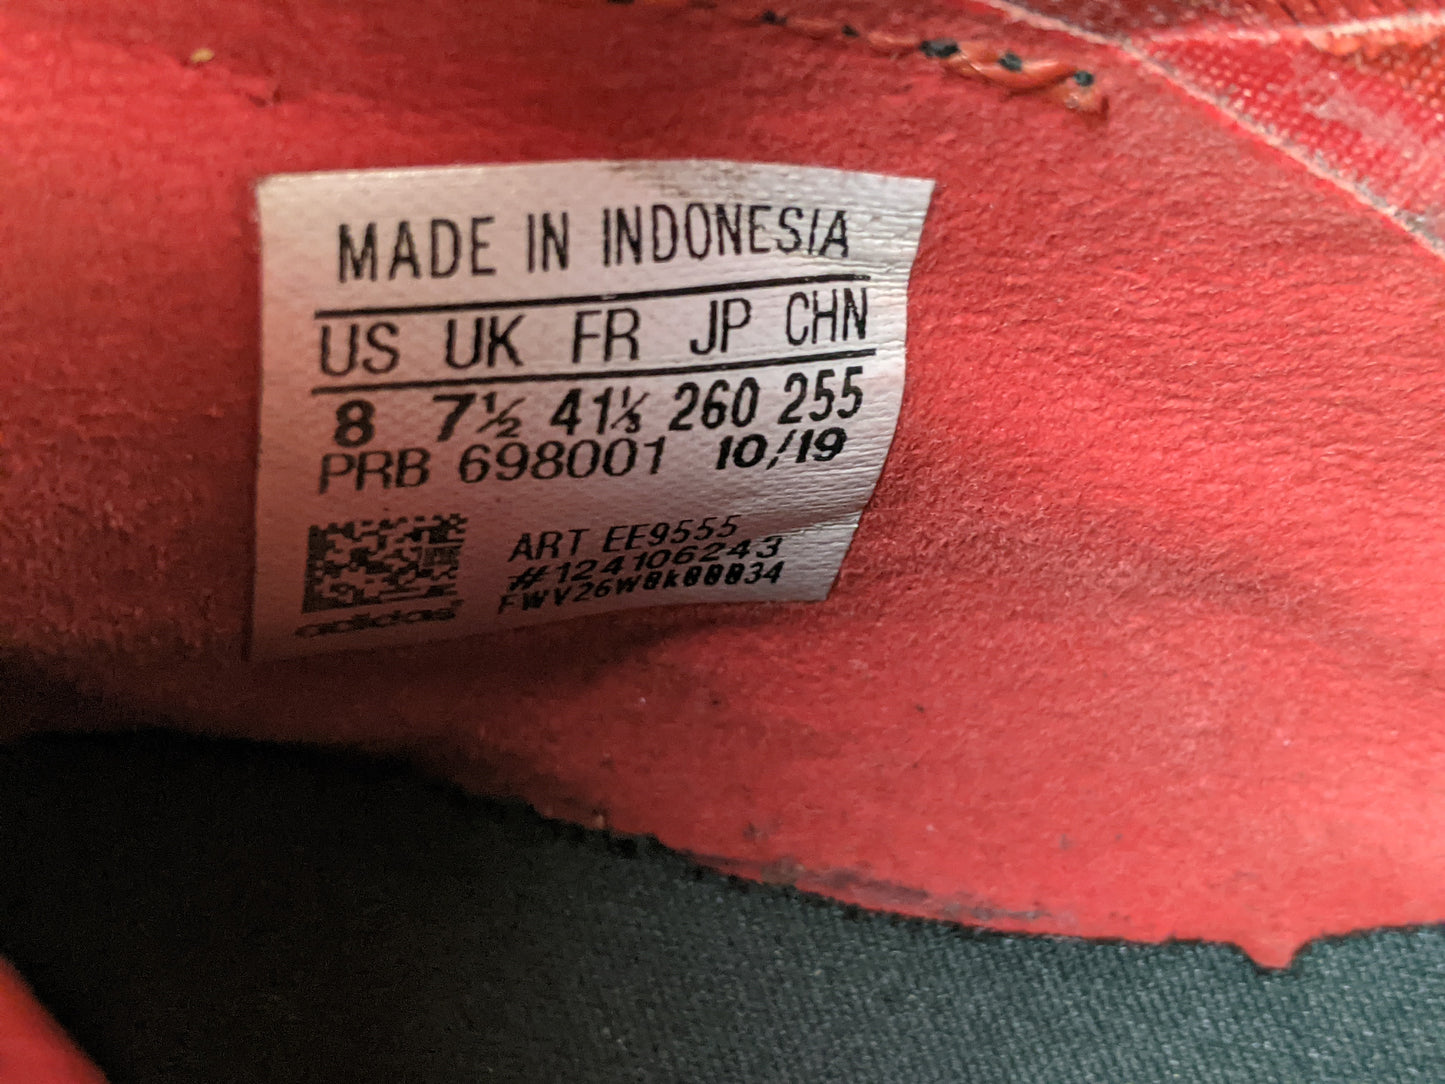 MADE IN INDONESIA
US UK FR JP CHN
8 7½ 41⅓ 260 255
PRB 698001 10/19
ART EE9555
#124106243
FWV26W0k00034
adidas